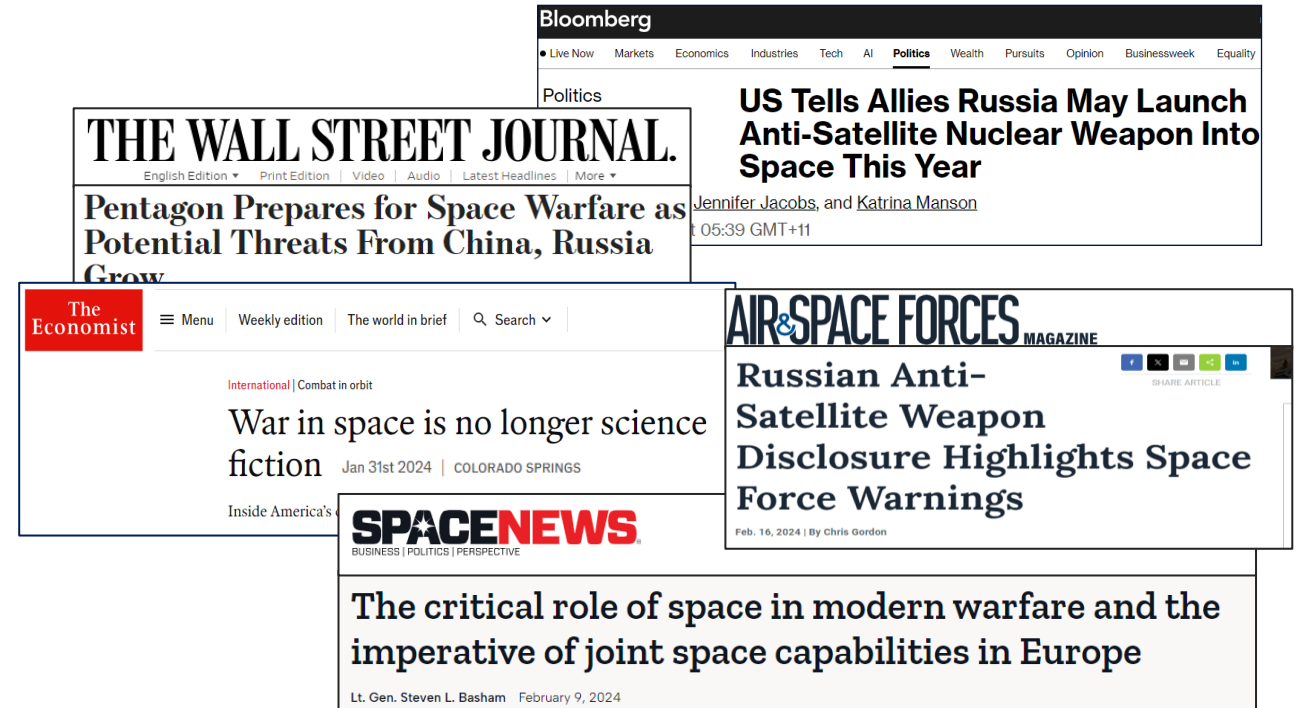 Bloomberg
Live Now Markets Economics Industries Tech AI Politics Wealth Pursuits Opinion Businessweek Equality
Politics
US Tells Allies Russia May Launch
Anti-Satellite Nuclear Weapon Into
Space This Year
Jennifer Jacobs, and Katrina Manson
05:39 GMT+11
THE WALL STREET JOURNAL.
English Edition Print Edition Video Audio Latest Headlines More
Pentagon Prepares for Space Warfare as
Potential Threats From China, Russia
Grow
The
Economist
Menu Weekly edition The world in brief Search
International | Combat in orbit
War in space is no longer science
fiction Jan 31st 2024 | COLORADO SPRINGS
Inside America's
AIR&SPACE FORCES MAGAZINE
SHARE ARTICLE
Russian Anti-
Satellite Weapon
Disclosure Highlights Space
Force Warnings
Feb. 16, 2024 | By Chris Gordon
SPACENEWS
BUSINESS | POLITICS | PERSPECTIVE
The critical role of space in modern warfare and the
imperative of joint space capabilities in Europe
Lt. Gen. Steven L. Basham February 9, 2024